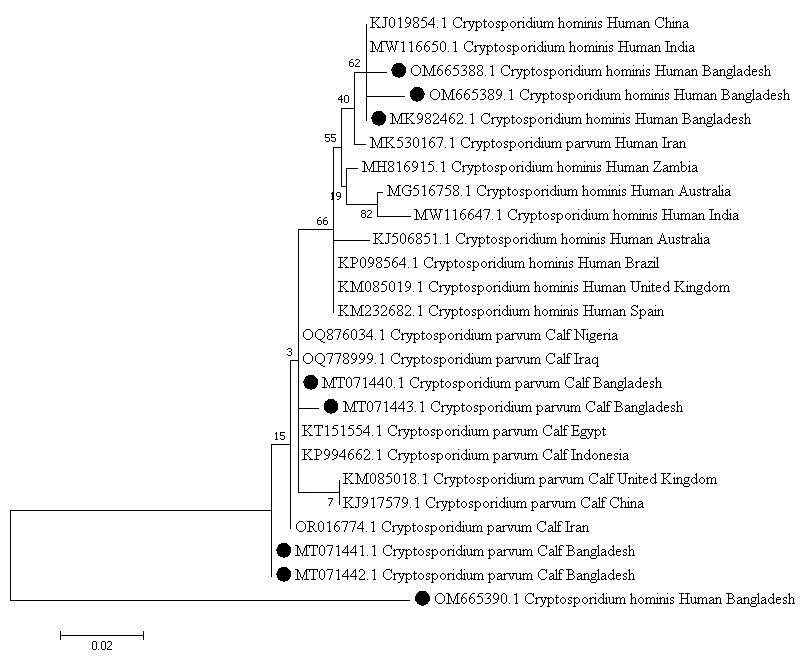 KJ019854.1 Cryptosporidium hominis Human China
MW116650.1 Cryptosporidium hominis Human India
62
OM665388.1 Cryptosporidium hominis Human Bangladesh
OM665389.1 Cryptosporidium hominis Human Bangladesh
40
MK982462.1 Cryptosporidium hominis Human Bangladesh
55
MK530167.1 Cryptosporidium parvum Human Iran
MH816915.1 Cryptosporidium hominis Human Zambia
19
MG516758.1 Cryptosporidium hominis Human Australia
82
MW116647.1 Cryptosporidium hominis Human India
66
KJ506851.1 Cryptosporidium hominis Human Australia
KP098564.1 Cryptosporidium hominis Human Brazil
KM085019.1 Cryptosporidium hominis Human United Kingdom
KM232682.1 Cryptosporidium hominis Human Spain
OQ876034.1 Cryptosporidium parvum Calf Nigeria
3
OQ778999.1 Cryptosporidium parvum Calf Iraq
MT071440.1 Cryptosporidium parvum Calf Bangladesh
MT071443.1 Cryptosporidium parvum Calf Bangladesh
15
KT151554.1 Cryptosporidium parvum Calf Egypt
KP994662.1 Cryptosporidium parvum Calf Indonesia
KM085018.1 Cryptosporidium parvum Calf United Kingdom
7
KJ917579.1 Cryptosporidium parvum Calf China
OR016774.1 Cryptosporidium parvum Calf Iran
MT071441.1 Cryptosporidium parvum Calf Bangladesh
MT071442.1 Cryptosporidium parvum Calf Bangladesh
OM665390.1 Cryptosporidium hominis Human Bangladesh
0.02